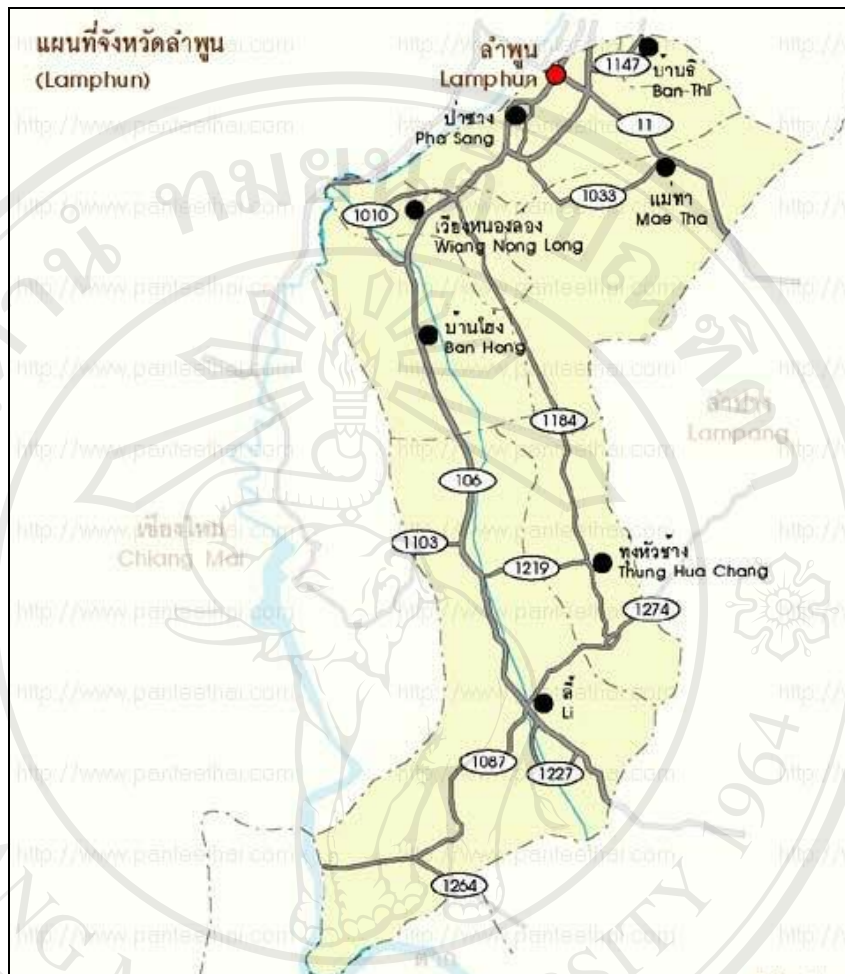 แผนที่จังหวัดลำพูน
(Lamphun)
ลำพูน
Lamphun
1147
บ้านธิ
Ban Thi
ป่าซาง
Pha Sang
11
1033
แม่ทา
Mae Tha
1010
เวียงหนองลอง
Wiang Nong Long
บ้านโฮ่ง
Ban Hong
ลำปาง
Lampang
1184
106
เชียงใหม่
Chiang Mai
1103
1219
ทุ่งหัวช้าง
Thung Hua Chang
1274
ลี้
Li
1087
1227
1264
ตาก
http://www.panteethai.com